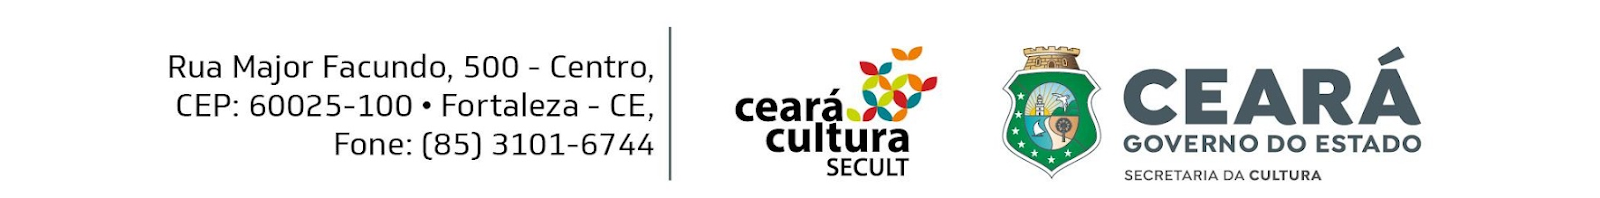 Rua Major Facundo, 500 - Centro,
CEP: 60025-100 • Fortaleza - CE,
Fone: (85) 3101-6744
ceará
cultura
SECULT
CEARÁ
GOVERNO DO ESTADO
SECRETARIA DA CULTURA